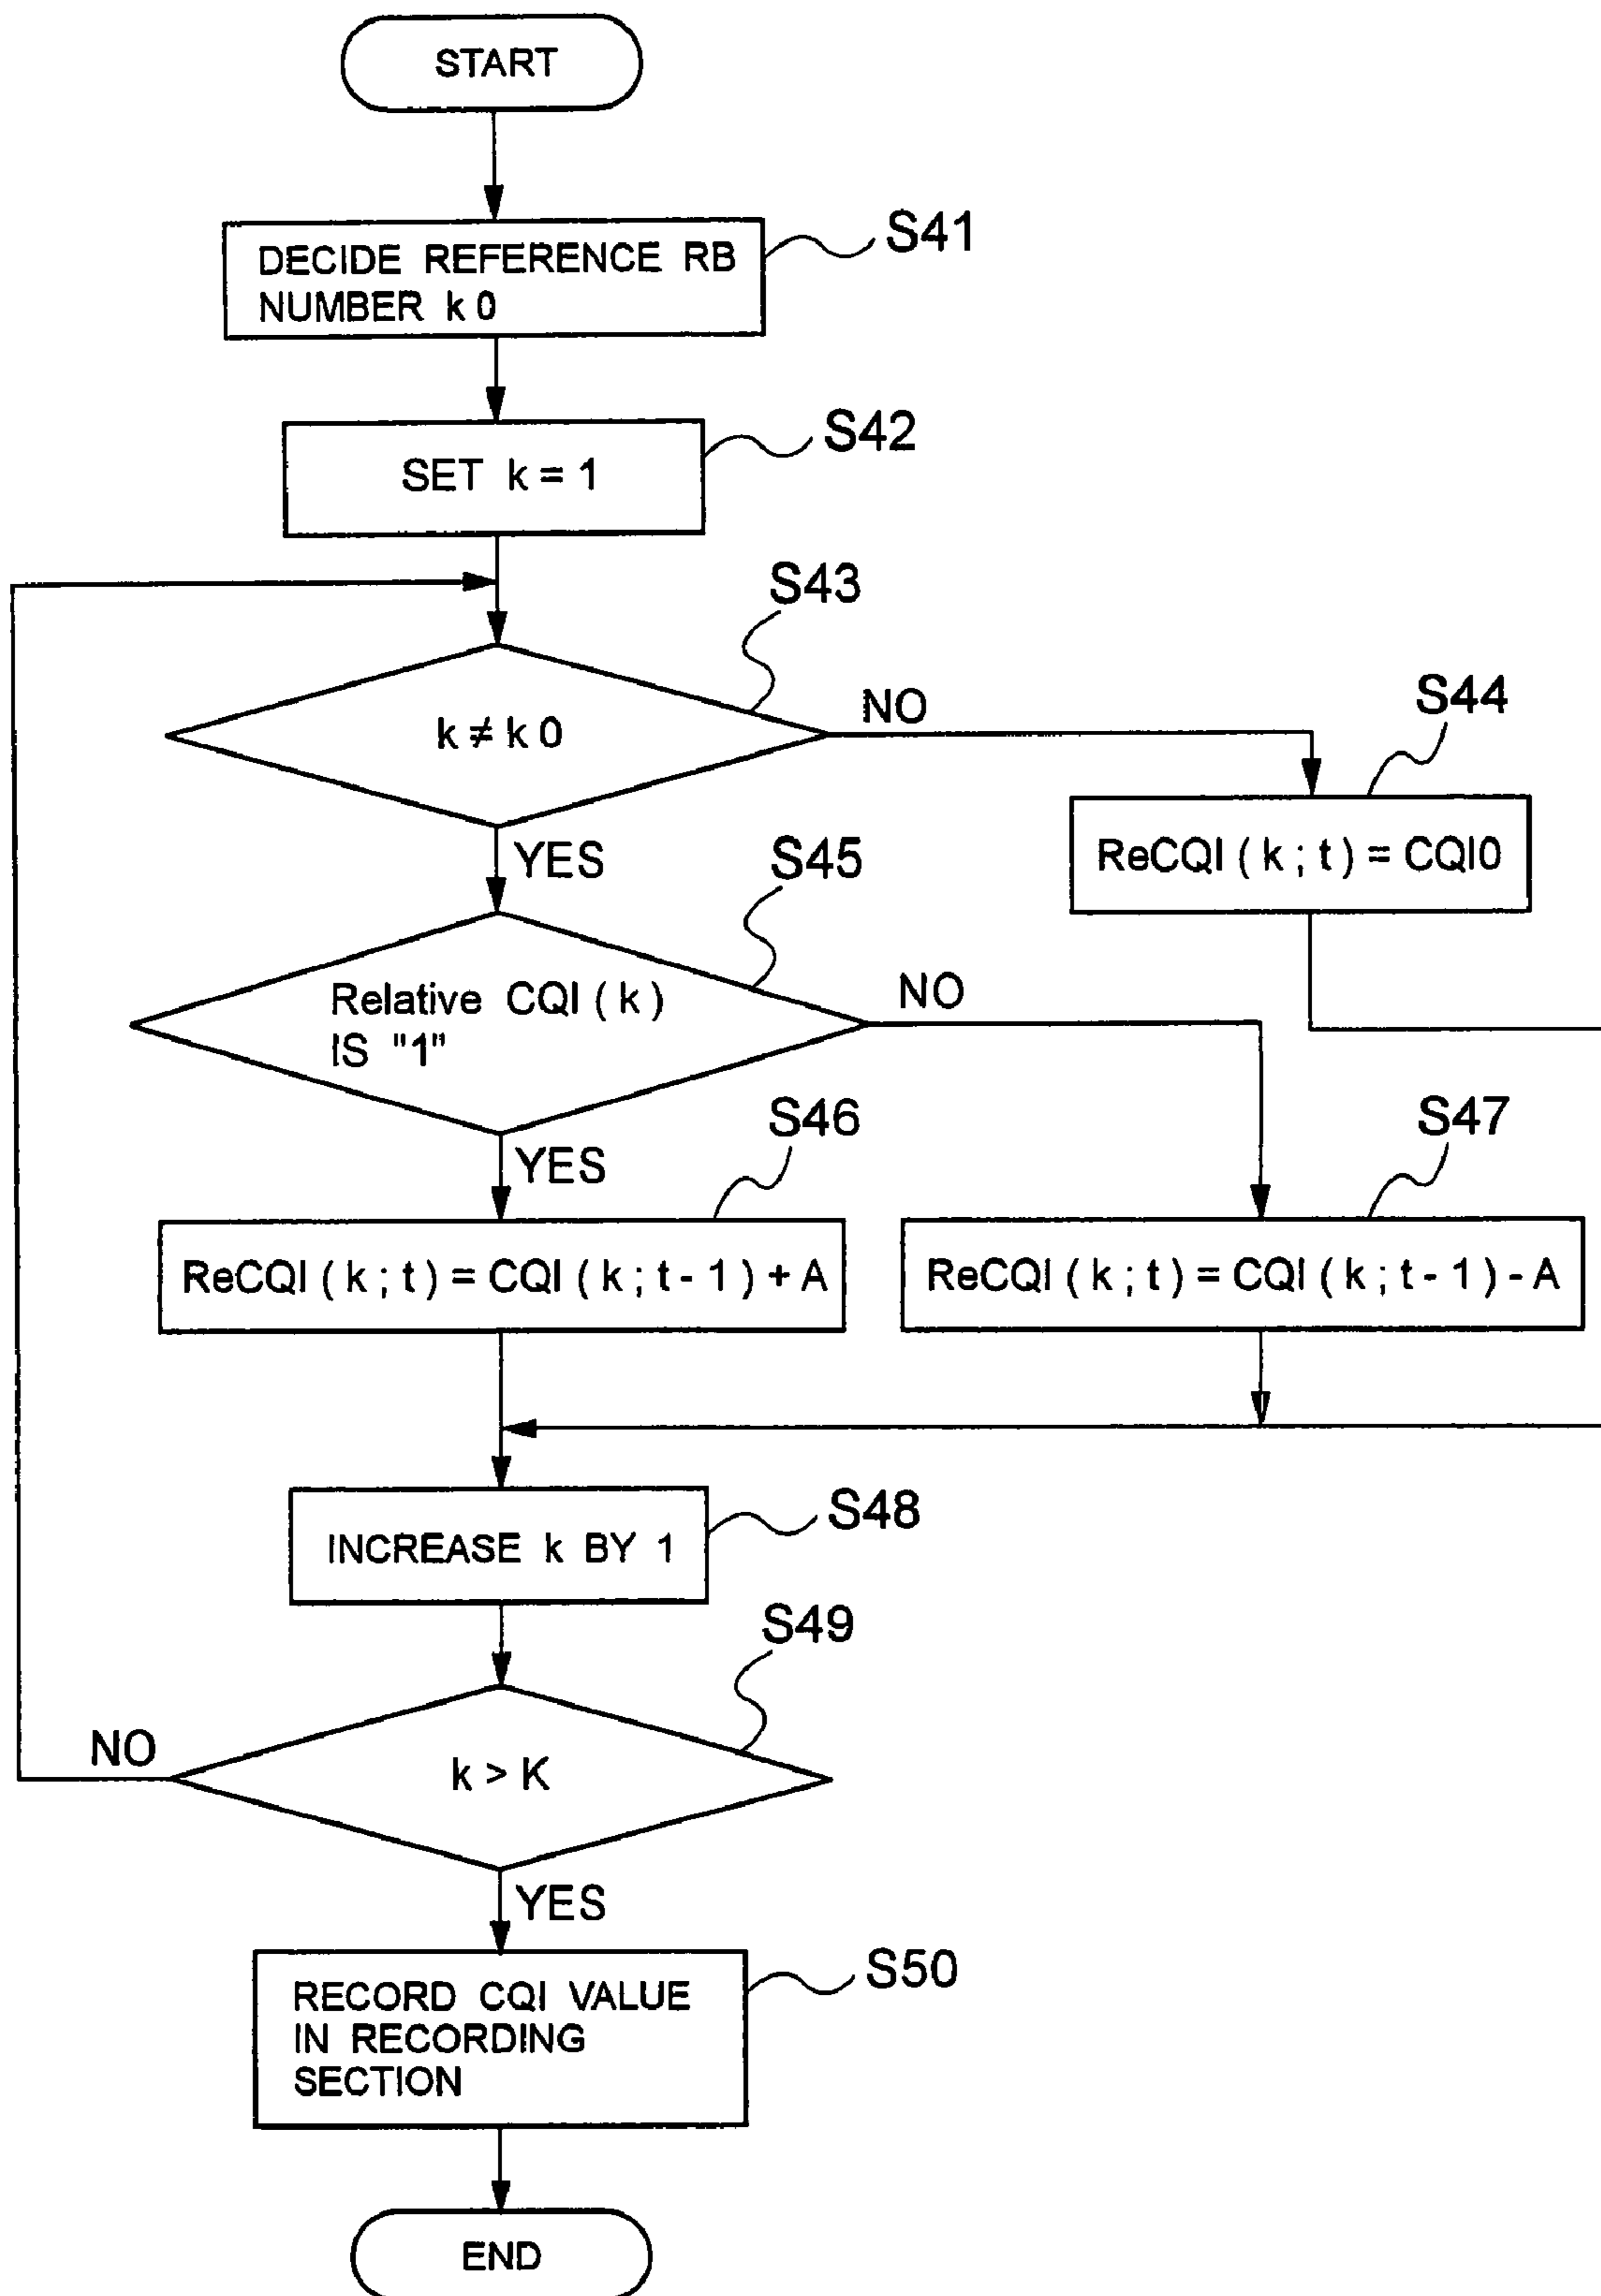 START
DECIDE REFERENCE RB
NUMBER k 0
S41
SET k = 1
S42
S43
k ≠ k 0
NO
YES
S44
ReCQI ( k ; t ) = CQI0
S45
Relative CQI ( k )
IS "1"
NO
YES
S46
ReCQI ( k ; t ) = CQI ( k ; t - 1 ) + A
S47
ReCQI ( k ; t ) = CQI ( k ; t - 1 ) - A
INCREASE k BY 1
S48
S49
k > K
NO
YES
RECORD CQI VALUE
IN RECORDING
SECTION
S50
END